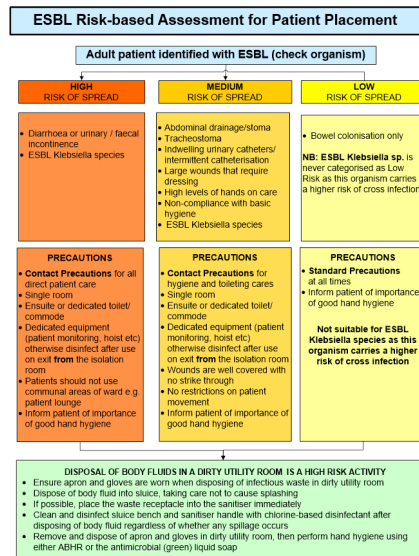 ESBL Risk-based Assessment for Patient Placement
Adult patient identified with ESBL (check organism)
HIGH
RISK OF SPREAD
• Diarrhoea or urinary / faecal
incontinence
• ESBL Klebsiella species
MEDIUM
RISK OF SPREAD
• Abdominal drainage/stoma
• Tracheostoma
• Indwelling urinary catheters/
intermittent catheterisation
• Large wounds that require
dressing
• High levels of hands on care
• Non-compliance with basic
hygiene
• ESBL Klebsiella species
LOW
RISK OF SPREAD
• Bowel colonisation only
NB: ESBL Klebsiella sp. is
never categorised as Low
Risk as this organism carries
a higher risk of cross infection
PRECAUTIONS
• Contact Precautions for all
direct patient care
• Single room
• Ensuite or dedicated toilet/
commode
• Dedicated equipment (patient
monitoring, hoist etc)
otherwise disinfect after use
on exit from the isolation
room
• Patients should not use
communal areas of ward e.g.
patient lounge
• Inform patient of importance
of good hand hygiene
PRECAUTIONS
• Contact Precautions for
hygiene and toileting cares
• Single room
• Ensuite or dedicated toilet/
commode
• Dedicated equipment (patient
monitoring, hoist etc)
otherwise disinfect after use
on exit from the isolation room
• Wounds are well covered with
no strike through
• No restrictions on patient
movement
• Inform patient of importance of
good hand hygiene
PRECAUTIONS
• Standard Precautions
at all times
• Inform patient of importance
of good hand hygiene
Not suitable for ESBL
Klebsiella species as this
organism carries a higher
risk of cross infection
DISPOSAL OF BODY FLUIDS IN A DIRTY UTILITY ROOM IS A HIGH RISK ACTIVITY
• Ensure apron and gloves are worn when disposing of infectious waste in dirty utility room
• Dispose of body fluid into sluice, taking care not to cause splashing
• If possible, place the waste receptacle into the sanitiser immediately
• Clean and disinfect sluice bench and sanitiser handle with chlorine-based disinfectant after
disposing of body fluid regardless of whether any spillage occurs
• Remove and dispose of apron and gloves in dirty utility room, then perform hand hygiene using
either ABHR or the antimicrobial (green) liquid soap